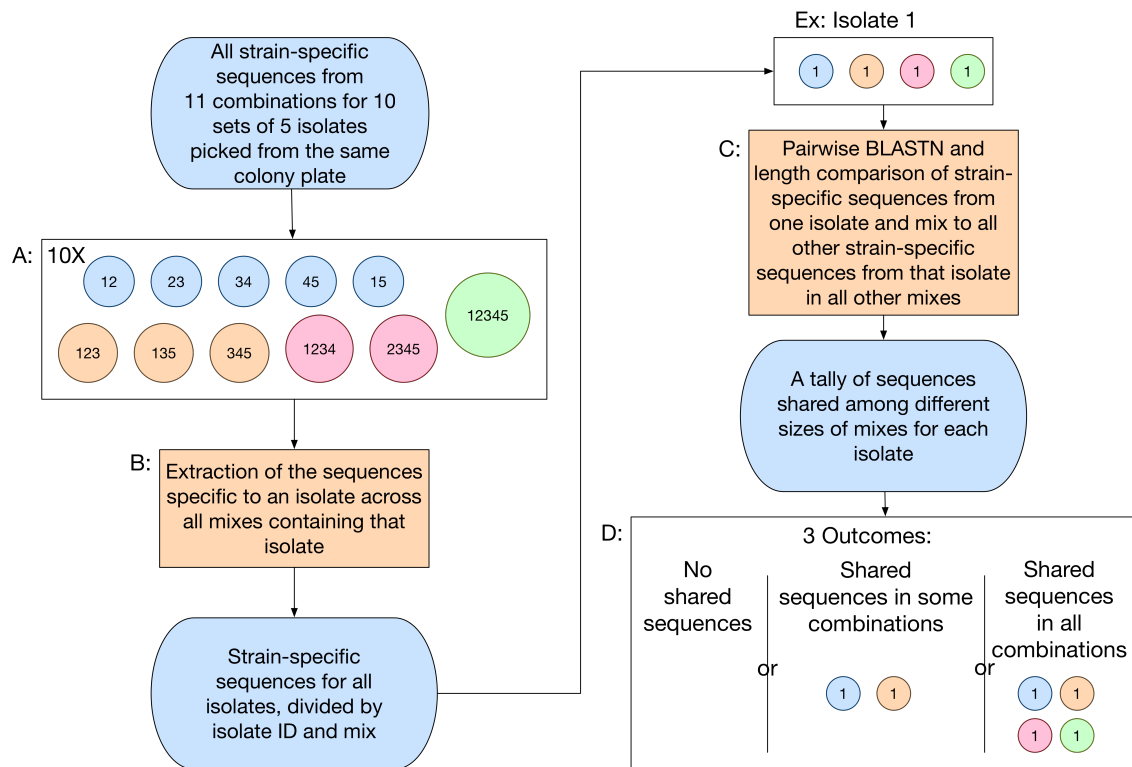 All strain-specific
sequences from
11 combinations for 10
sets of 5 isolates
picked from the same
colony plate
A:
10X
12
23
34
45
15
12345
123
135
345
1234
2345
B:
Extraction of the sequences
specific to an isolate across
all mixes containing that
isolate
Strain-specific
sequences for all
isolates, divided by
isolate ID and mix
Ex: Isolate 1
1
1
1
1
C:
Pairwise BLASTN and
length comparison of strain-
specific sequences from
one isolate and mix to all
other strain-specific
sequences from that isolate
in all other mixes
A tally of sequences
shared among different
sizes of mixes for each
isolate
D:
3 Outcomes:
No
shared
sequences
or
Shared
sequences in some
combinations
1
1
or
Shared
sequences
in all
combinations
1
1
1
1